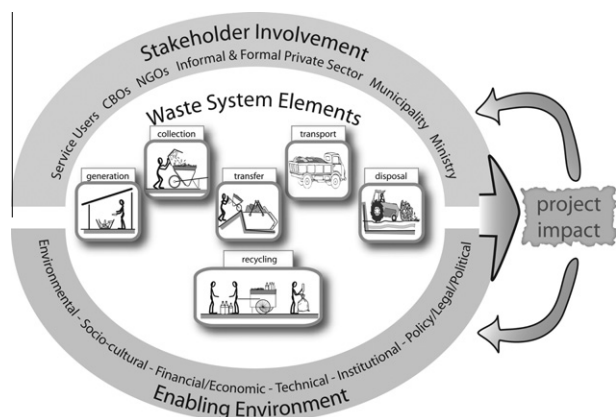 Stakeholder Involvement
Service Users CBOs NGOs Informal & Formal Private Sector Municipality Ministry
Waste System Elements
collection
transport
generation
transfer
disposal
recycling
project
impact
Environmental - Socio-cultural - Financial/Economic - Technical - Institutional - Policy/Legal/Political
Enabling Environment